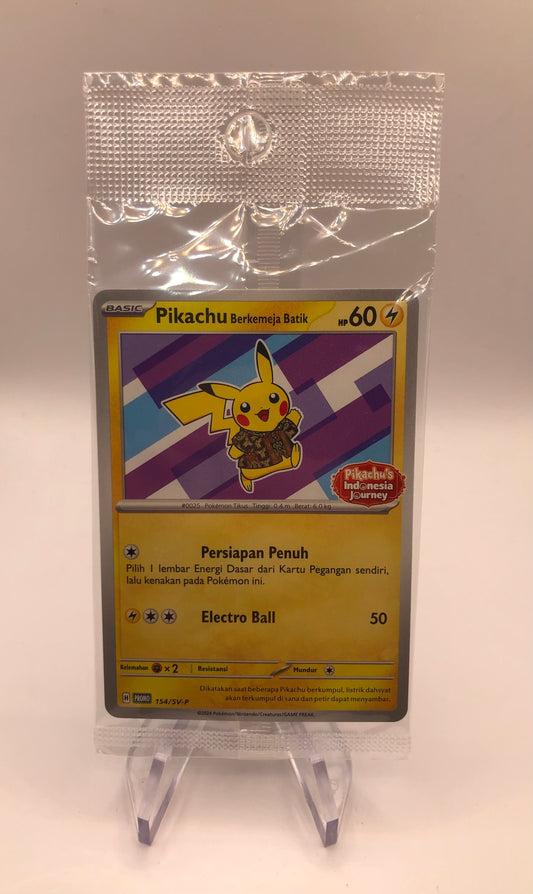 BASIC
Pikachu Berkemeja Batik HP 60
Pikachu's
Indonesia
Journey
#0025 Pokémon Tikus Tinggi: 0.4 m Berat: 6.0 kg
Persiapan Penuh
Pilih 1 lembar Energi Dasar dari Kartu Pegangan sendiri,
lalu kenakan pada Pokémon ini.
Electro Ball 50
Kelemahan ×2 Resistansi Mundur
Dikatakan saat beberapa Pikachu berkumpul, listrik dahsyat
akan terkumpul di sana dan petir dapat menyambar.
H PROMO 154/SV-P
©2024 Pokémon/Nintendo/Creatures/GAME FREAK.